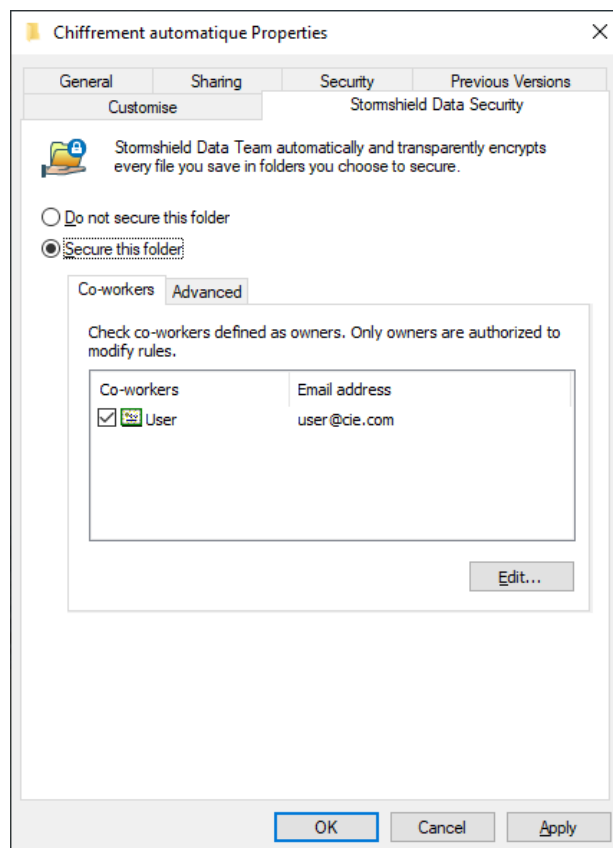 Chiffrement automatique Properties
General Sharing Security Previous Versions
Customise Stormshield Data Security
Stormshield Data Team automatically and transparently encrypts
every file you save in folders you choose to secure.
Do not secure this folder
Secure this folder
Co-workers Advanced
Check co-workers defined as owners. Only owners are authorized to
modify rules.
Co-workers Email address
User user@cie.com
Edit...
OK Cancel Apply